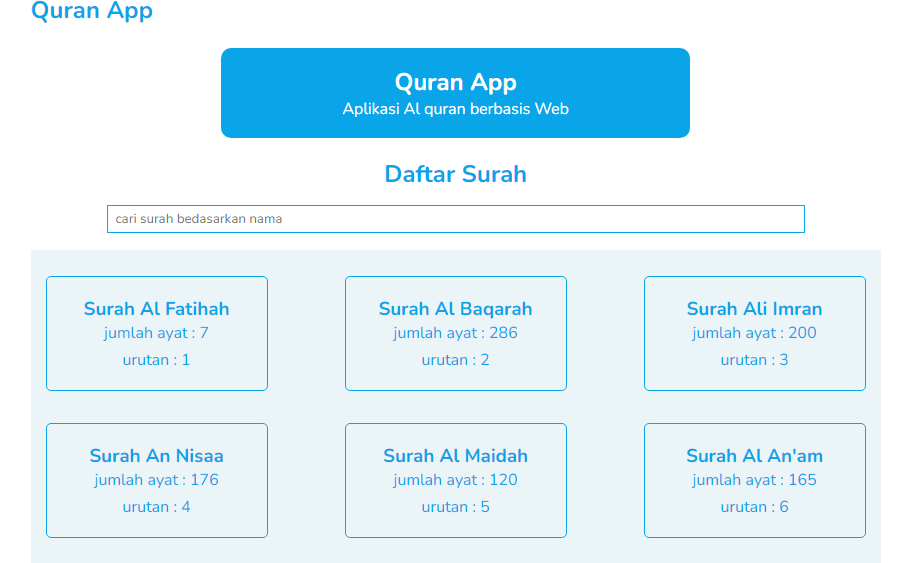 Quran App
Quran App
Aplikasi Al quran berbasis Web
Daftar Surah
cari surah bedasarkan nama
Surah Al Fatihah
jumlah ayat : 7
urutan : 1
Surah Al Baqarah
jumlah ayat : 286
urutan : 2
Surah Ali Imran
jumlah ayat : 200
urutan : 3
Surah An Nisaa
jumlah ayat : 176
urutan : 4
Surah Al Maidah
jumlah ayat : 120
urutan : 5
Surah Al An'am
jumlah ayat : 165
urutan : 6